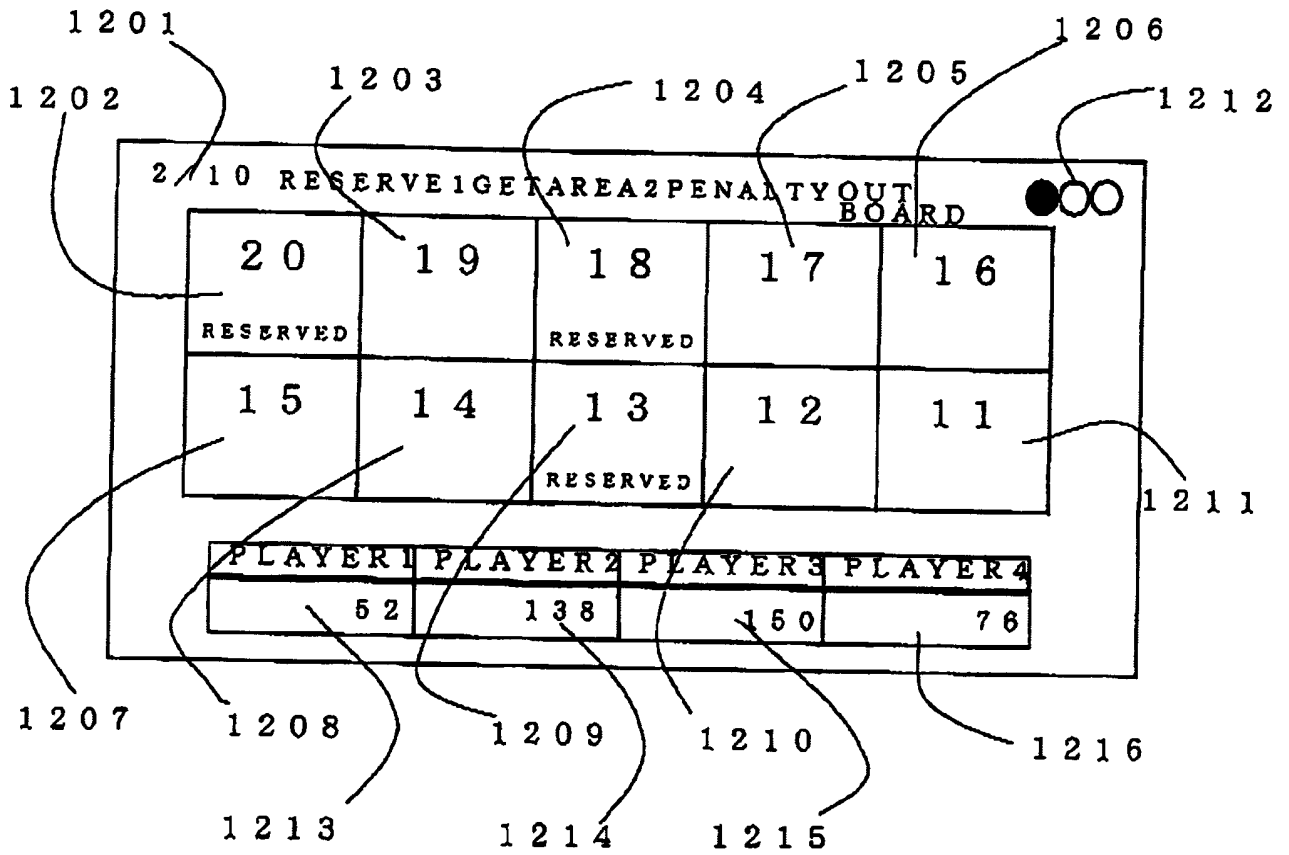 1201
1206
1203
1205
1204
1202
1212
2/10 RESERVE1GETAREA2PENALTYOUT
BOARD
20 19 18 17 16
RESERVED RESERVED
15 14 13 12 11
RESERVED
1211
PLAYER1 PLAYER2 PLAYER3 PLAYER4
52 138 150 76
1207
1208
1209
1210
1216
1213
1214
1215